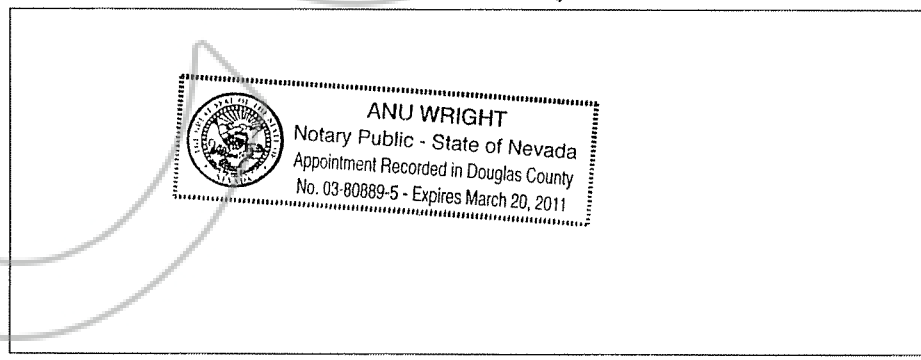 ANU WRIGHT
Notary Public - State of Nevada
Appointment Recorded in Douglas County
No. 03-80889-5 - Expires March 20, 2011